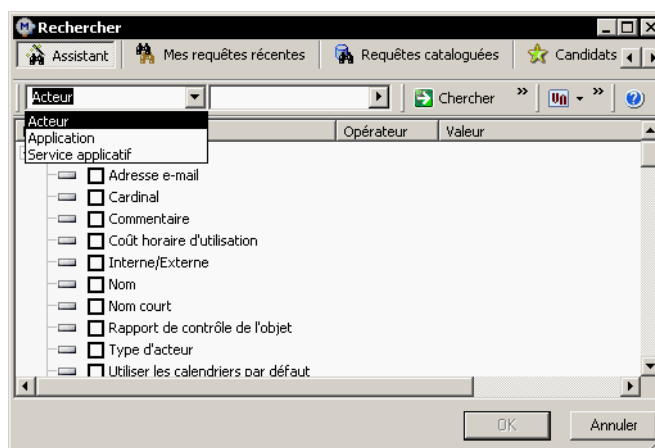 Rechercher
Assistant Mes requêtes récentes Requêtes cataloguées Candidats
Acteur Chercher »  »
Acteur
Application
Service applicatif
Opérateur Valeur
Adresse e-mail
Cardinal
Commentaire
Coût horaire d'utilisation
Interne/Externe
Nom
Nom court
Rapport de contrôle de l'objet
Type d'acteur
Utiliser les calendriers par défaut
OK Annuler